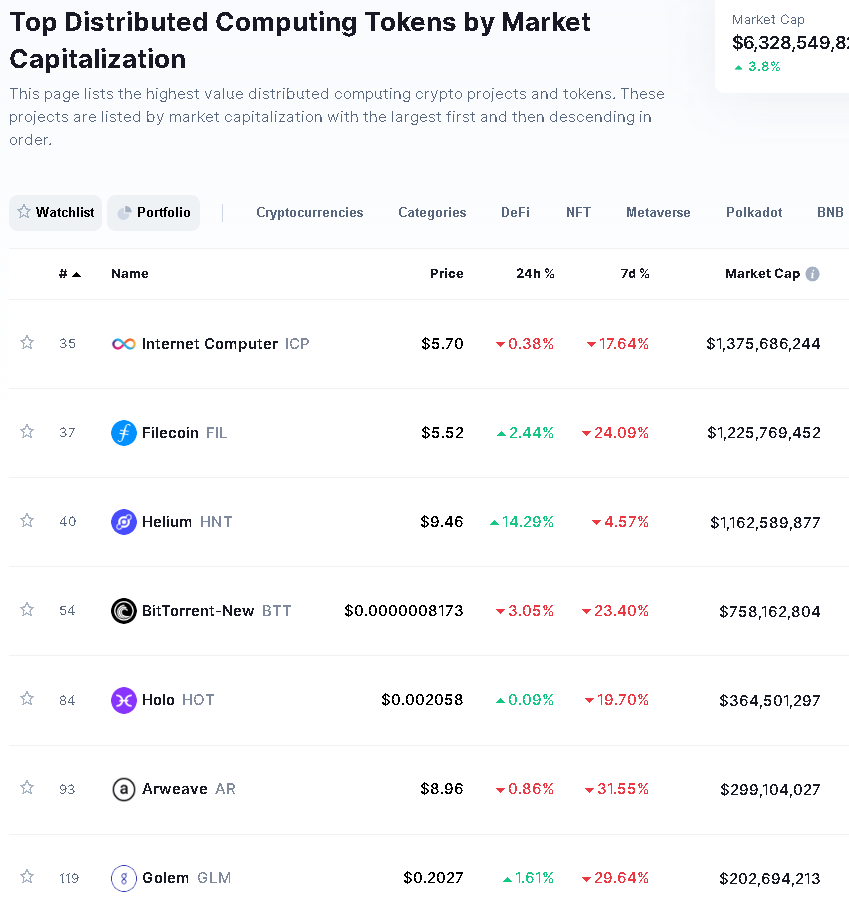 Top Distributed Computing Tokens by Market
Capitalization
This page lists the highest value distributed computing crypto projects and tokens. These
projects are listed by market capitalization with the largest first and then descending in
order.
Market Cap
$6,328,549,82
3.8%
Watchlist Portfolio Cryptocurrencies Categories DeFi NFT Metaverse Polkadot BNB
# Name Price 24h % 7d % Market Cap
35 Internet Computer ICP $5.70 0.38% 17.64% $1,375,686,244
37 Filecoin FIL $5.52 2.44% 24.09% $1,225,769,452
40 Helium HNT $9.46 14.29% 4.57% $1,162,589,877
54 BitTorrent-New BTT $0.0000008173 3.05% 23.40% $758,162,804
84 Holo HOT $0.002058 0.09% 19.70% $364,501,297
93 Arweave AR $8.96 0.86% 31.55% $299,104,027
119 Golem GLM $0.2027 1.61% 29.64% $202,694,213